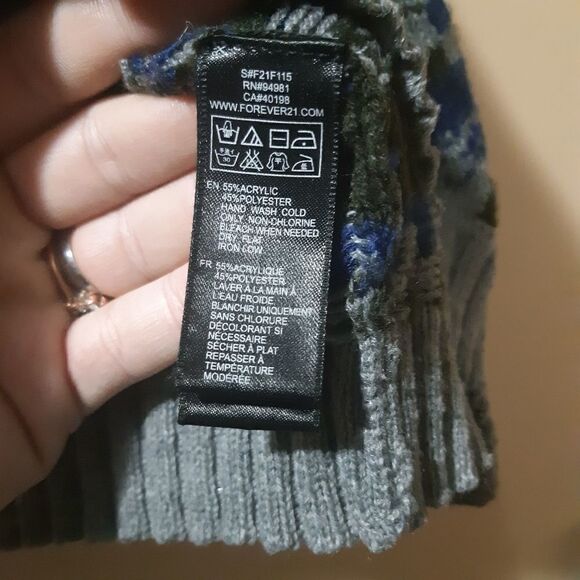 S#F21F115
RN#94981
CA#40198
WWW.FOREVER21.COM
EN 55%ACRYLIC
45%POLYESTER
HAND WASH COLD
ONLY NON-CHLORINE
BLEACH WHEN NEEDED
DRY FLAT
IRON COW
FR 55%ACRYLIQUE
45%POLYESTER
LAVER À LA MAIN À
L'EAU FROIDE
BLANCHIR UNIQUEMENT
SANS CHLORURE
DÉCOLORANT SI
NÉCESSAIRE
SÉCHER À PLAT
REPASSER À
TEMPÉRATURE
MODÉRÉE